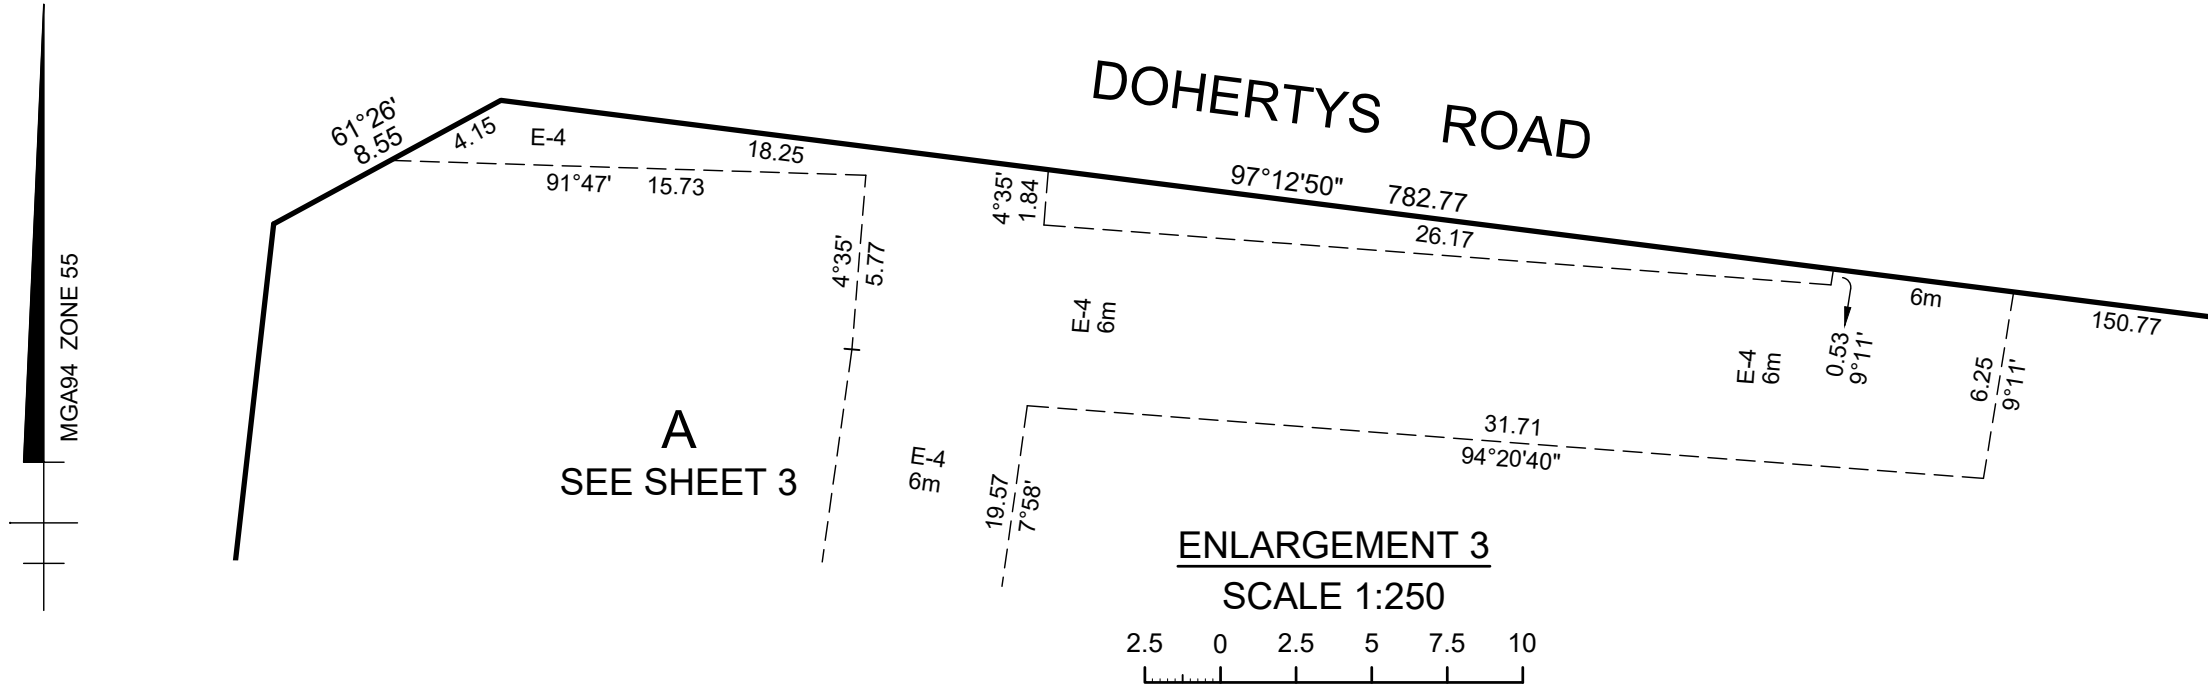 DOHERTYS ROAD
61°26'
8.55
4.15
E-4
18.25
91°47' 15.73
4°35'
1.84
97°12'50" 782.77
26.17
4°35'
5.77
E-4
6m
E-4
6m
0.53
9°11'
6m
150.77
6.25
9°11'
MGA94 ZONE 55
A
SEE SHEET 3
E-4
6m
19.57
7°58'
31.71
94°20'40"
ENLARGEMENT 3
SCALE 1:250
2.5 0 2.5 5 7.5 10